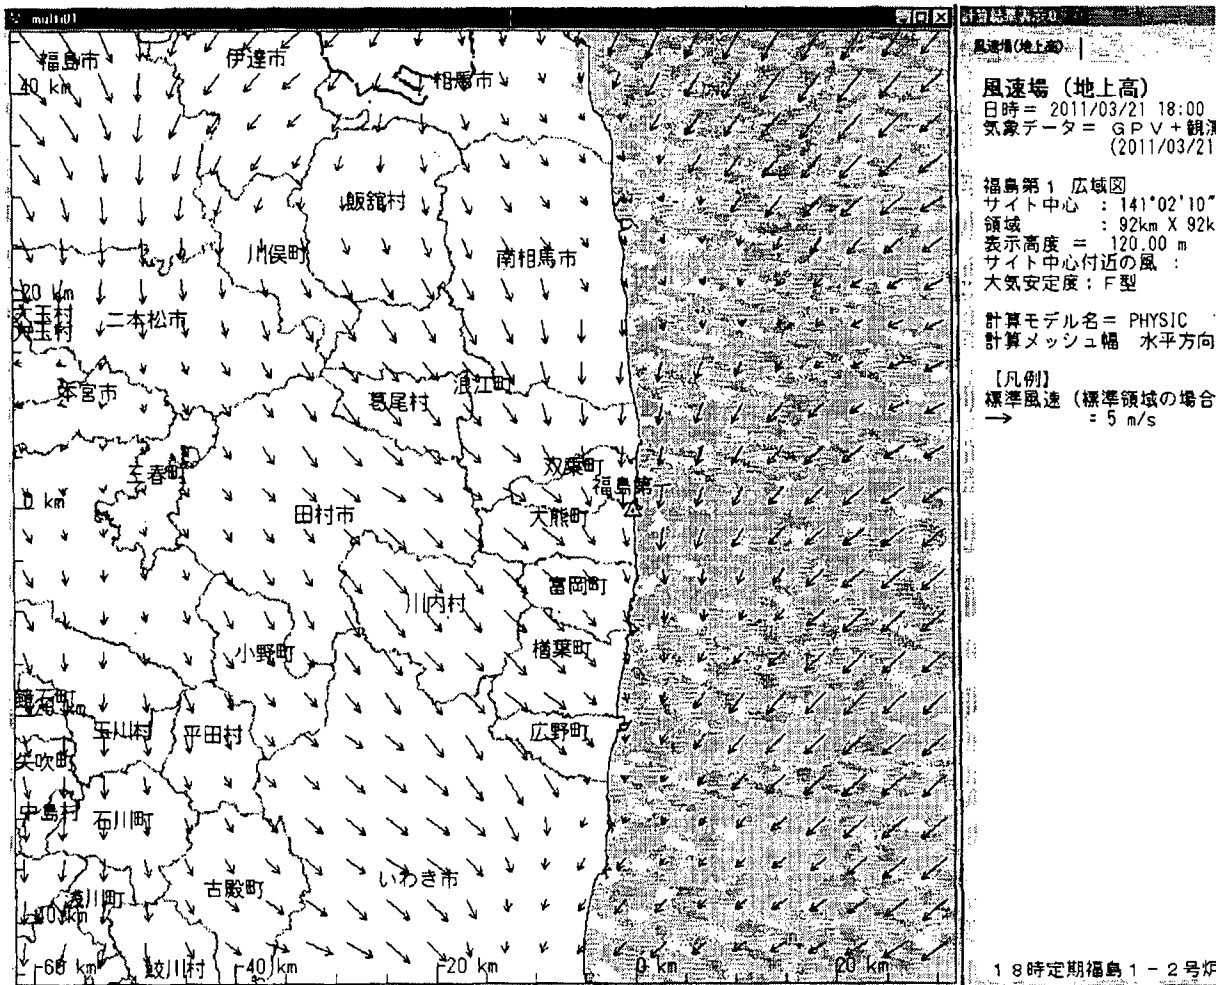 multi01
福島市
伊達市
相馬市
40 km
飯舘村
川俣町
南相馬市
20 km
大玉村
二本松市
本宮市
浪江町
葛尾村
三春町
双葉町
福島第一
0 km
田村市
大熊町
富岡町
川内村
小野町
楢葉町
鏡石町
玉川村
平田村
広野町
矢吹町
中島村
石川町
いわき市
古殿町
浅川町
-60 km
鮫川村
-40 km
-20 km
0 km
20 km
計算結果表示
風速場(地上高)
風速場 (地上高)
日時= 2011/03/21 18:00
気象データ= GPV+観測
(2011/03/21
福島第1 広域図
サイト中心 : 141°02'10"
領域 : 92km X 92k
表示高度 = 120.00 m
サイト中心付近の風 :
大気安定度:F型
計算モデル名= PHYSIC
計算メッシュ幅 水平方向
【凡例】
標準風速 (標準領域の場合
→ = 5 m/s
18時定期福島1-2号炉